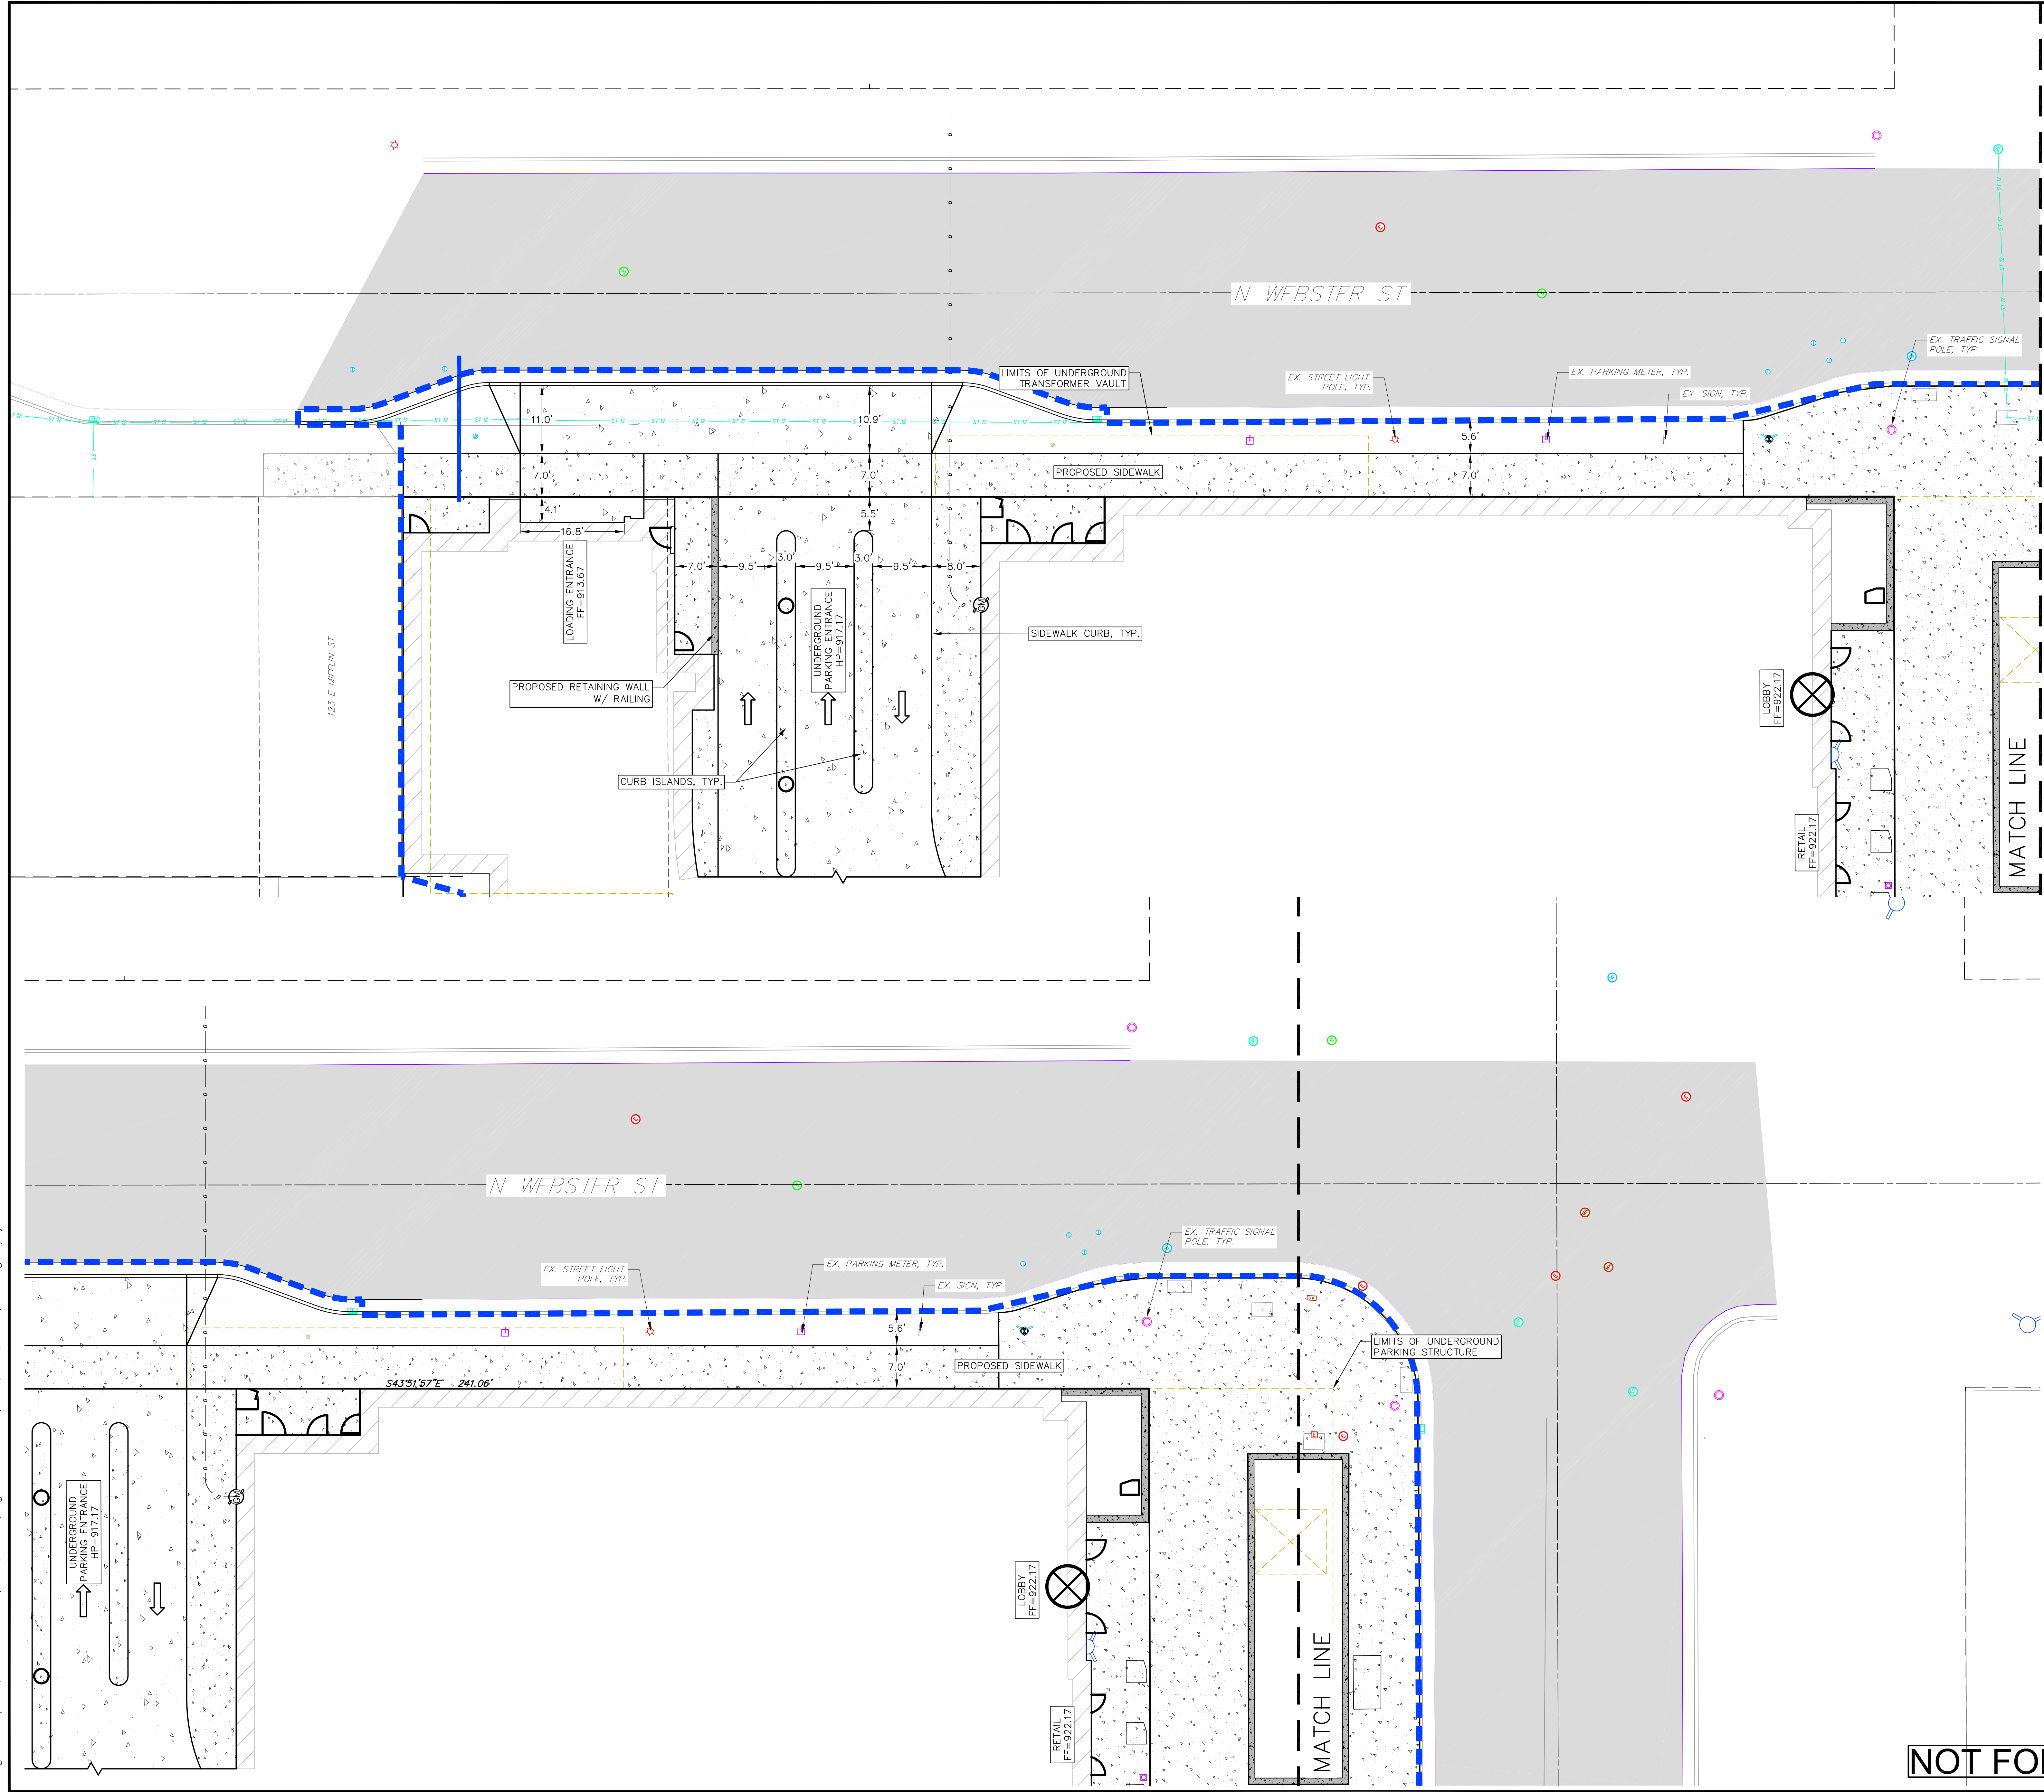 N WEBSTER ST
EX. TRAFFIC SIGNAL
POLE, TYP.
LIMITS OF UNDERGROUND
TRANSFORMER VAULT
EX. STREET LIGHT
POLE, TYP.
EX. PARKING METER, TYP.
EX. SIGN, TYP.
11.0'
10.9'
5.6'
7.0'
7.0'
PROPOSED SIDEWALK
7.0'
4.1'
5.5'
16.8'
7.0'
9.5'
3.0'
9.5'
3.0'
9.5'
8.0'
LOADING ENTRANCE
FF=913.67
UNDERGROUND
PARKING ENTRANCE
HP=917.17
SIDEWALK CURB, TYP.
123 E MIFFLIN ST
PROPOSED RETAINING WALL
W/ RAILING
CURB ISLANDS, TYP.
LOBBY
FF=922.17
RETAIL
FF=922.17
MATCH LINE
N WEBSTER ST
EX. TRAFFIC SIGNAL
POLE, TYP.
EX. STREET LIGHT
POLE, TYP.
EX. PARKING METER, TYP.
EX. SIGN, TYP.
5.6'
7.0'
PROPOSED SIDEWALK
LIMITS OF UNDERGROUND
PARKING STRUCTURE
S43°51'57"E 241.06'
UNDERGROUND
PARKING ENTRANCE
HP=917.17
LOBBY
FF=922.17
RETAIL
FF=922.17
MATCH LINE
NOT FO